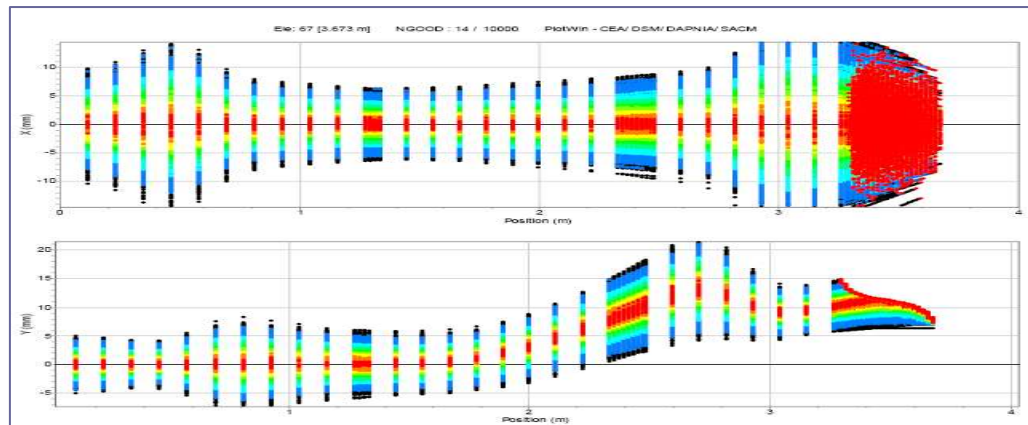 Ele: 67 [3.673 m] NGOOD : 14 / 10000 PlotWin - CEA/ DSM/ DAPNIA/ SACM
X (mm)
10
5
0
-5
-10
0 1 2 3 4
Position (m)
Y (mm)
20
15
10
5
0
-5
1 2 3 4
Position (m)